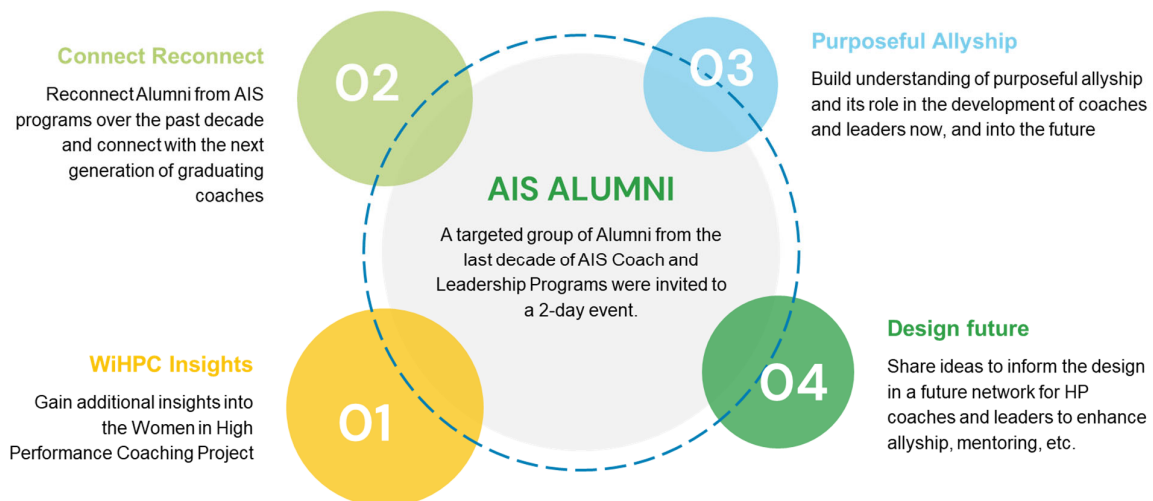 Connect Reconnect
Reconnect Alumni from AIS
programs over the past decade
and connect with the next
generation of graduating
coaches
02
03
Purposeful Allyship
Build understanding of purposeful allyship
and its role in the development of coaches
and leaders now, and into the future
AIS ALUMNI
A targeted group of Alumni from the
last decade of AIS Coach and
Leadership Programs were invited to
a 2-day event.
WiHPC Insights
Gain additional insights into
the Women in High
Performance Coaching Project
01
04
Design future
Share ideas to inform the design
in a future network for HP
coaches and leaders to enhance
allyship, mentoring, etc.